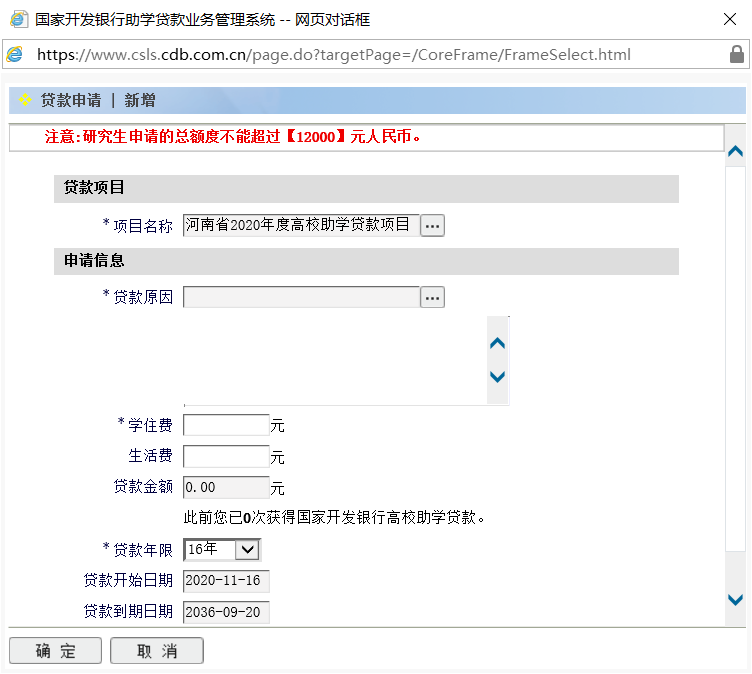 国家开发银行助学贷款业务管理系统 -- 网页对话框
https://www.csls.cdb.com.cn/page.do?targetPage=/CoreFrame/FrameSelect.html
贷款申请 | 新增
注意:研究生申请的总额度不能超过【12000】元人民币。
贷款项目
*项目名称 河南省2020年度高校助学贷款项目 ...
申请信息
*贷款原因 ...
*学住费 元
生活费 元
贷款金额 0.00 元
此前您已0次获得国家开发银行高校助学贷款。
*贷款年限 16年
贷款开始日期 2020-11-16
贷款到期日期 2036-09-20
确 定 取 消